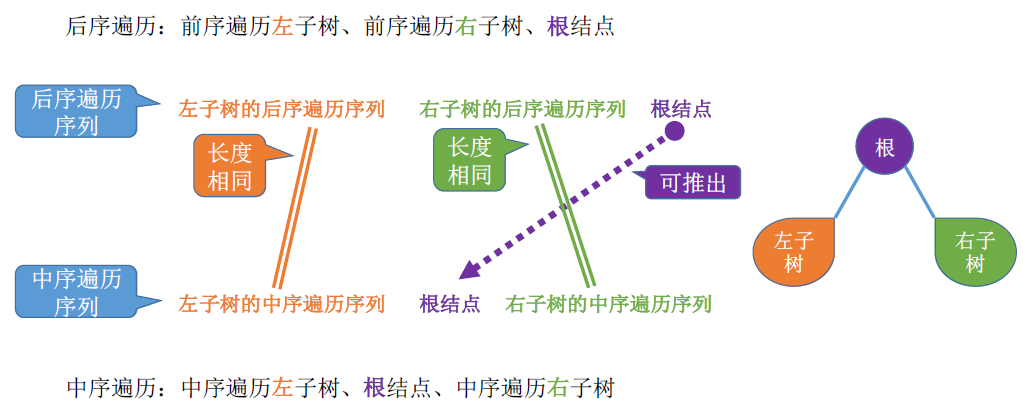 后序遍历：前序遍历左子树、前序遍历右子树、根结点
后序遍历
序列
左子树的后序遍历序列
右子树的后序遍历序列
根结点
长度
相同
长度
相同
可推出
根
左子
树
右子
树
中序遍历
序列
左子树的中序遍历序列
根结点
右子树的中序遍历序列
中序遍历：中序遍历左子树、根结点、中序遍历右子树